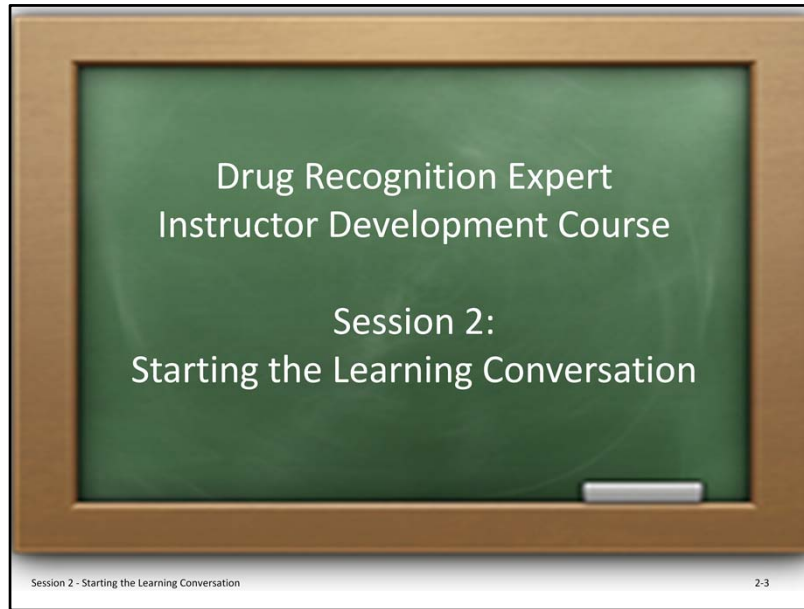 Drug Recognition Expert
Instructor Development Course
Session 2:
Starting the Learning Conversation
Session 2 - Starting the Learning Conversation
2-3